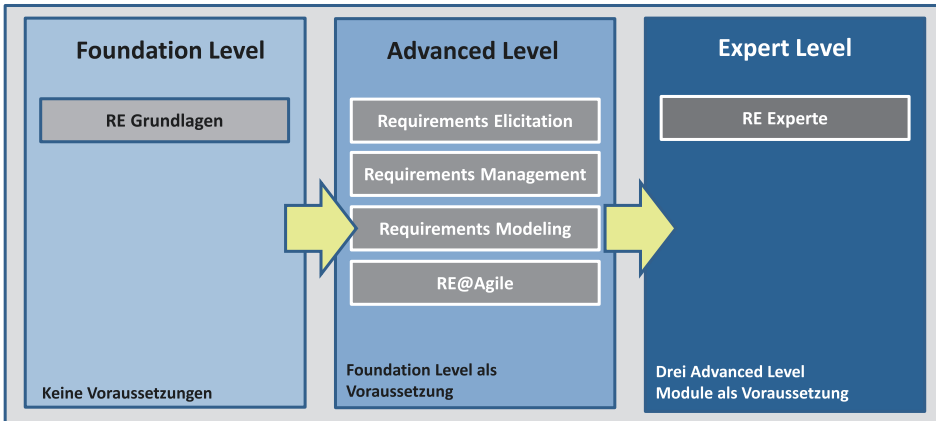 Foundation Level
RE Grundlagen
Keine Voraussetzungen
Advanced Level
Requirements Elicitation
Requirements Management
Requirements Modeling
RE@Agile
Foundation Level als
Voraussetzung
Expert Level
RE Experte
Drei Advanced Level
Module als Voraussetzung